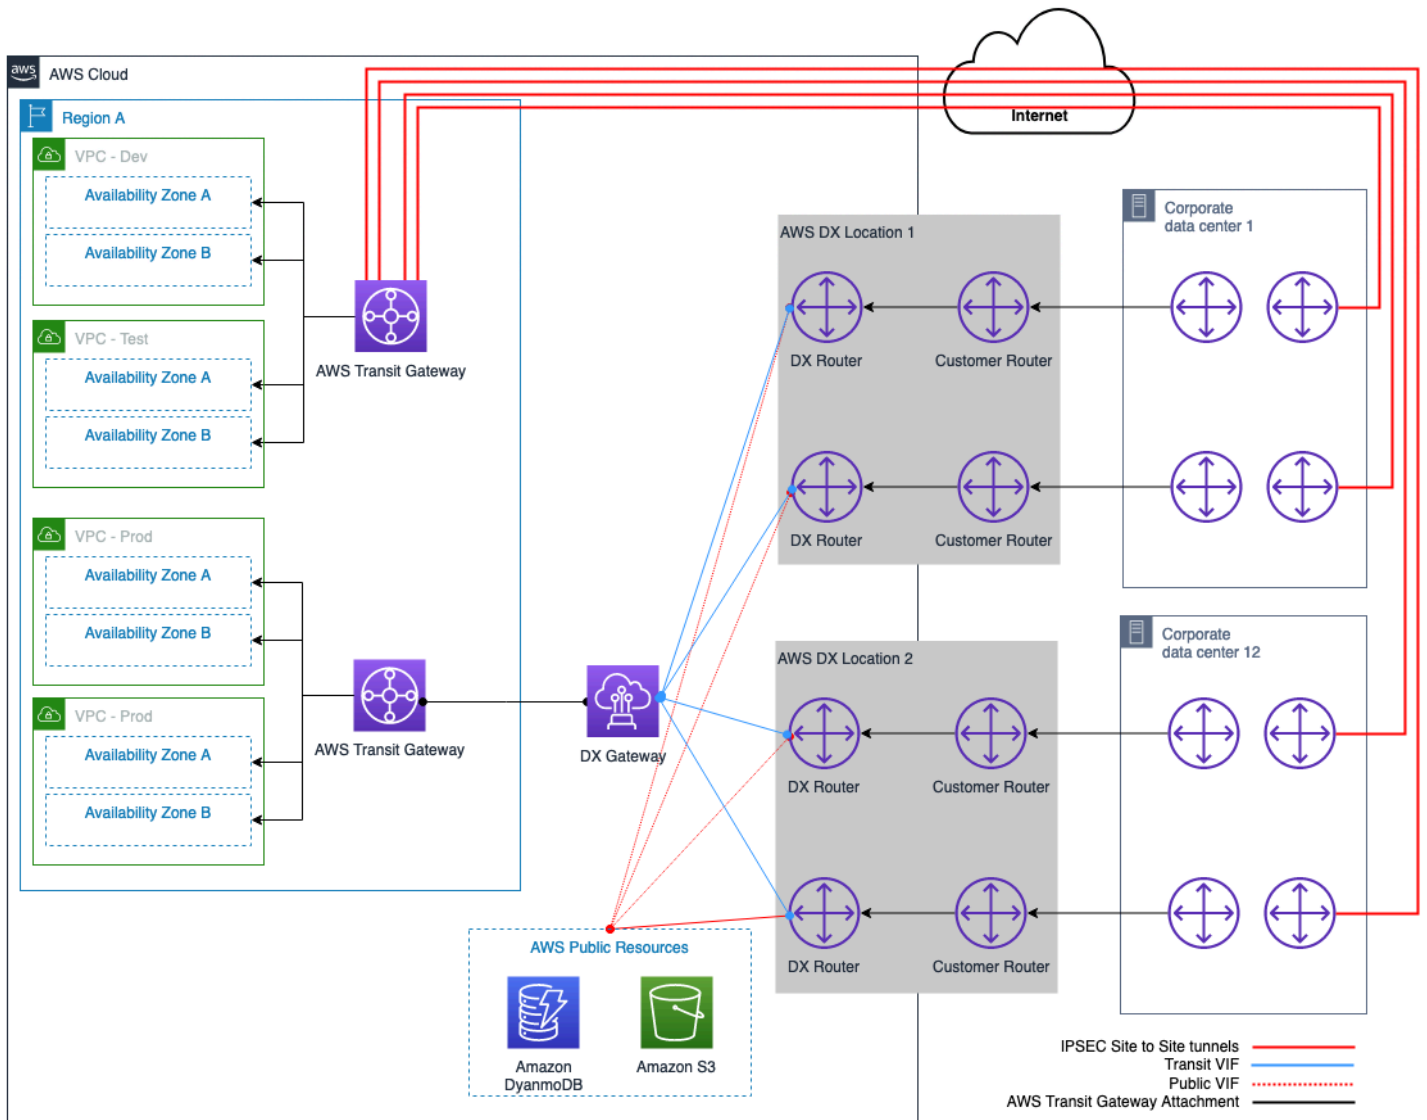 aws
AWS Cloud
Internet
Region A
VPC - Dev
Availability Zone A
Availability Zone B
VPC - Test
Availability Zone A
Availability Zone B
AWS Transit Gateway
VPC - Prod
Availability Zone A
Availability Zone B
VPC - Prod
Availability Zone A
Availability Zone B
AWS Transit Gateway
DX Gateway
AWS DX Location 1
DX Router
Customer Router
DX Router
Customer Router
Corporate
data center 1
AWS DX Location 2
DX Router
Customer Router
DX Router
Customer Router
Corporate
data center 12
AWS Public Resources
Amazon
DyanmoDB
Amazon S3
IPSEC Site to Site tunnels
Transit VIF
Public VIF
AWS Transit Gateway Attachment